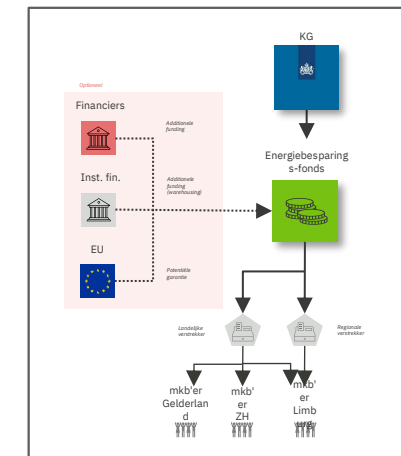 KG
Optioneel
Financiers
Additionele
funding
Energiebesparing
s-fonds
Inst. fin.
Additionele
funding
(warehousing)
EU
Potentiële
garantie
Landelijke
verstrekker
Regionale
verstrekker
mkb'er
Gelderlan
d
mkb'
er
ZH
mkb'
er
Limb
urg